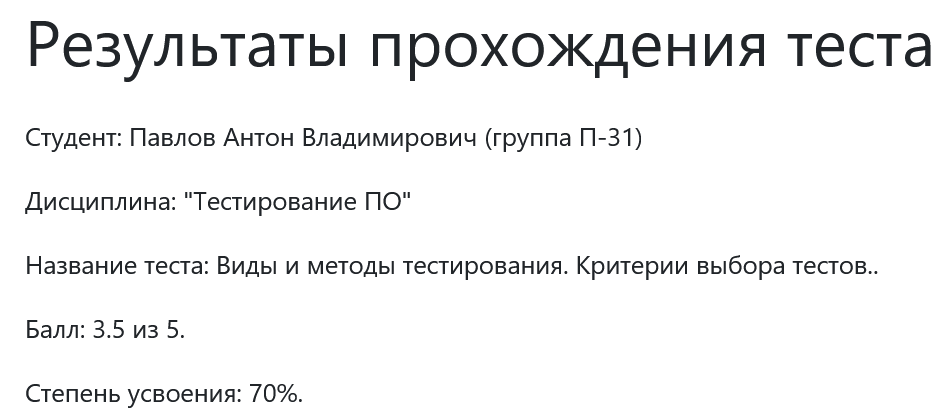 Результаты прохождения теста
Студент: Павлов Антон Владимирович (группа П-31)
Дисциплина: "Тестирование ПО"
Название теста: Виды и методы тестирования. Критерии выбора тестов..
Балл: 3.5 из 5.
Степень усвоения: 70%.